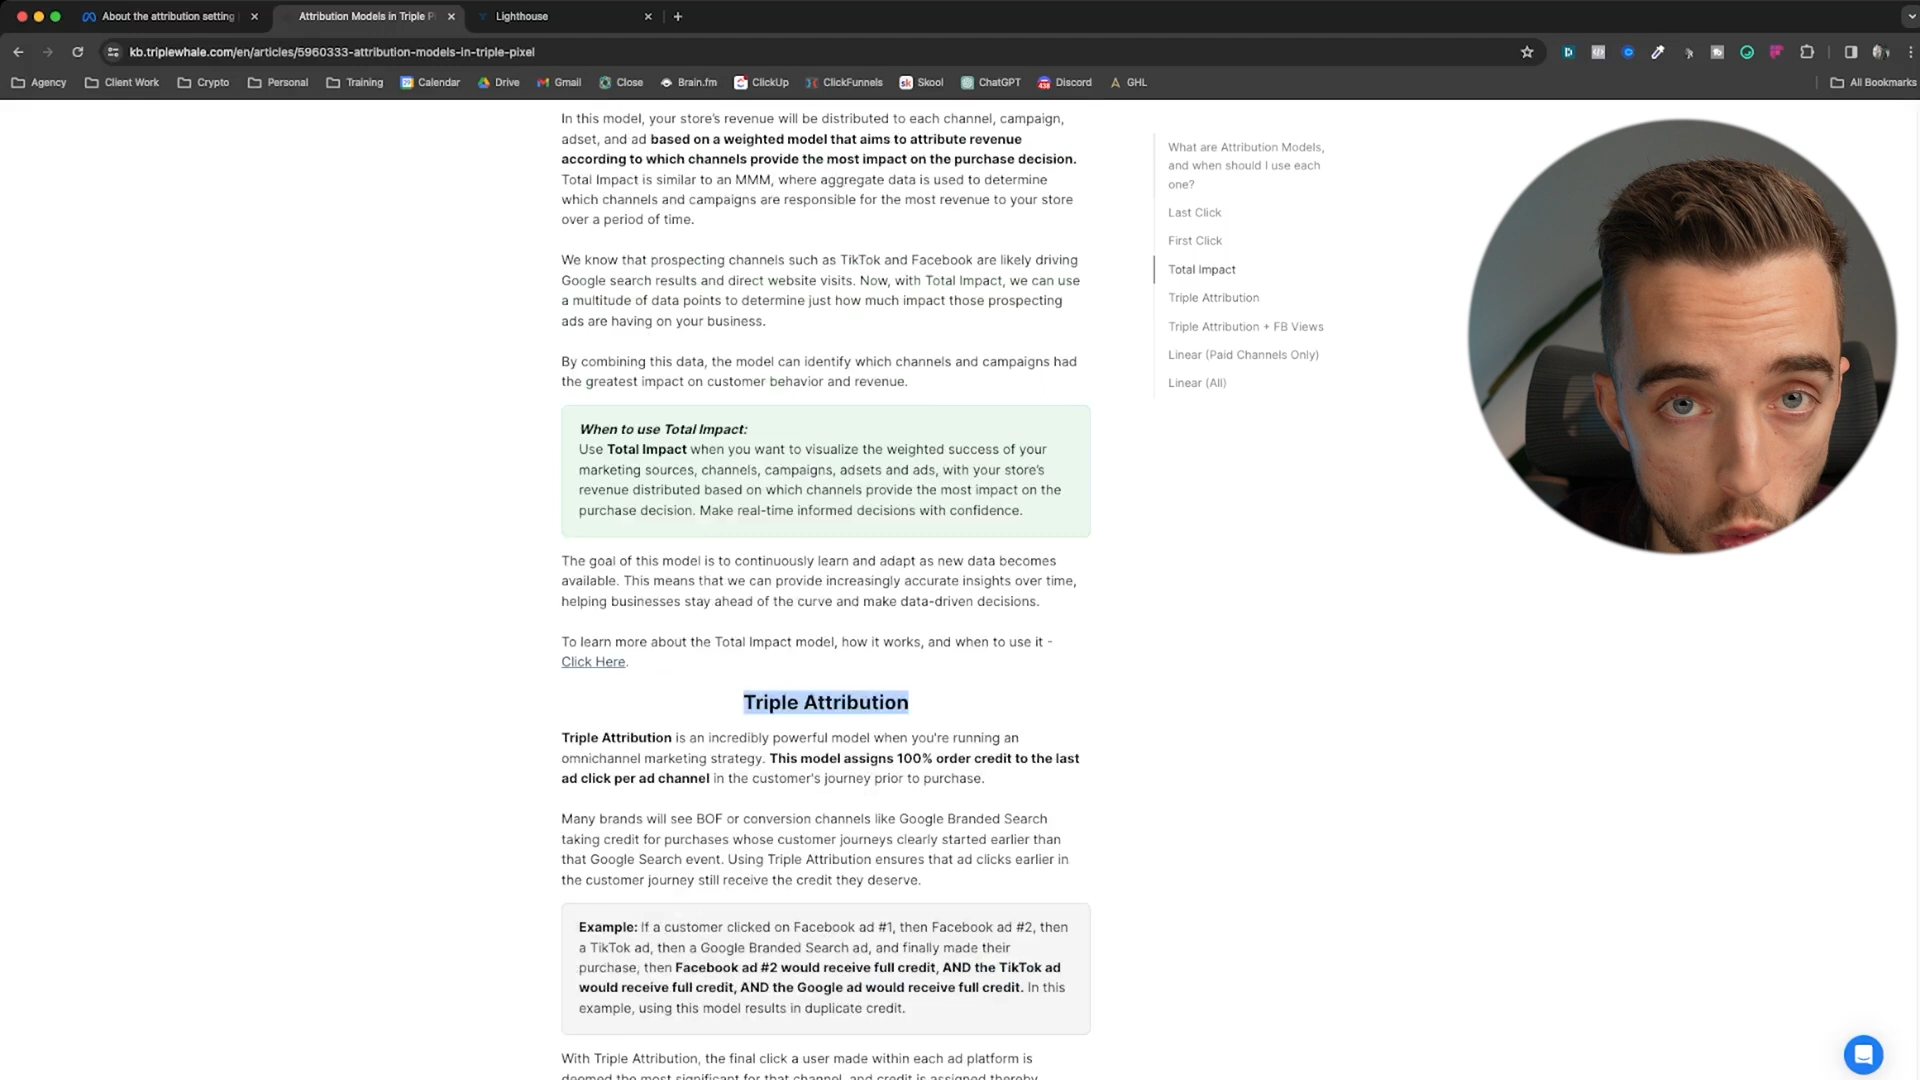 About the attribution setting
Attribution Models in Triple Pi
Lighthouse
kb.triplewhale.com/en/articles/5960333-attribution-models-in-triple-pixel
Agency
Client Work
Crypto
Personal
Training
Calendar
Drive
Gmail
Close
Brain.fm
ClickUp
ClickFunnels
Skool
ChatGPT
Discord
GHL
All Bookmarks
In this model, your store's revenue will be distributed to each channel, campaign,
adset, and ad based on a weighted model that aims to attribute revenue
according to which channels provide the most impact on the purchase decision.
Total Impact is similar to an MMM, where aggregate data is used to determine
which channels and campaigns are responsible for the most revenue to your store
over a period of time.
We know that prospecting channels such as TikTok and Facebook are likely driving
Google search results and direct website visits. Now, with Total Impact, we can use
a multitude of data points to determine just how much impact those prospecting
ads are having on your business.
By combining this data, the model can identify which channels and campaigns had
the greatest impact on customer behavior and revenue.
When to use Total Impact:
Use Total Impact when you want to visualize the weighted success of your
marketing sources, channels, campaigns, adsets and ads, with your store's
revenue distributed based on which channels provide the most impact on the
purchase decision. Make real-time informed decisions with confidence.
The goal of this model is to continuously learn and adapt as new data becomes
available. This means that we can provide increasingly accurate insights over time,
helping businesses stay ahead of the curve and make data-driven decisions.
To learn more about the Total Impact model, how it works, and when to use it -
Click Here.
Triple Attribution
Triple Attribution is an incredibly powerful model when you're running an
omnichannel marketing strategy. This model assigns 100% order credit to the last
ad click per ad channel in the customer's journey prior to purchase.
Many brands will see BOF or conversion channels like Google Branded Search
taking credit for purchases whose customer journeys clearly started earlier than
that Google Search event. Using Triple Attribution ensures that ad clicks earlier in
the customer journey still receive the credit they deserve.
Example: If a customer clicked on Facebook ad #1, then Facebook ad #2, then
a TikTok ad, then a Google Branded Search ad, and finally made their
purchase, then Facebook ad #2 would receive full credit, AND the TikTok ad
would receive full credit, AND the Google ad would receive full credit. In this
example, using this model results in duplicate credit.
With Triple Attribution, the final click a user made within each ad platform is
deemed the most significant for that channel, and credit is assigned thereby
What are Attribution Models,
and when should I use each
one?
Last Click
First Click
Total Impact
Triple Attribution
Triple Attribution + FB Views
Linear (Paid Channels Only)
Linear (All)